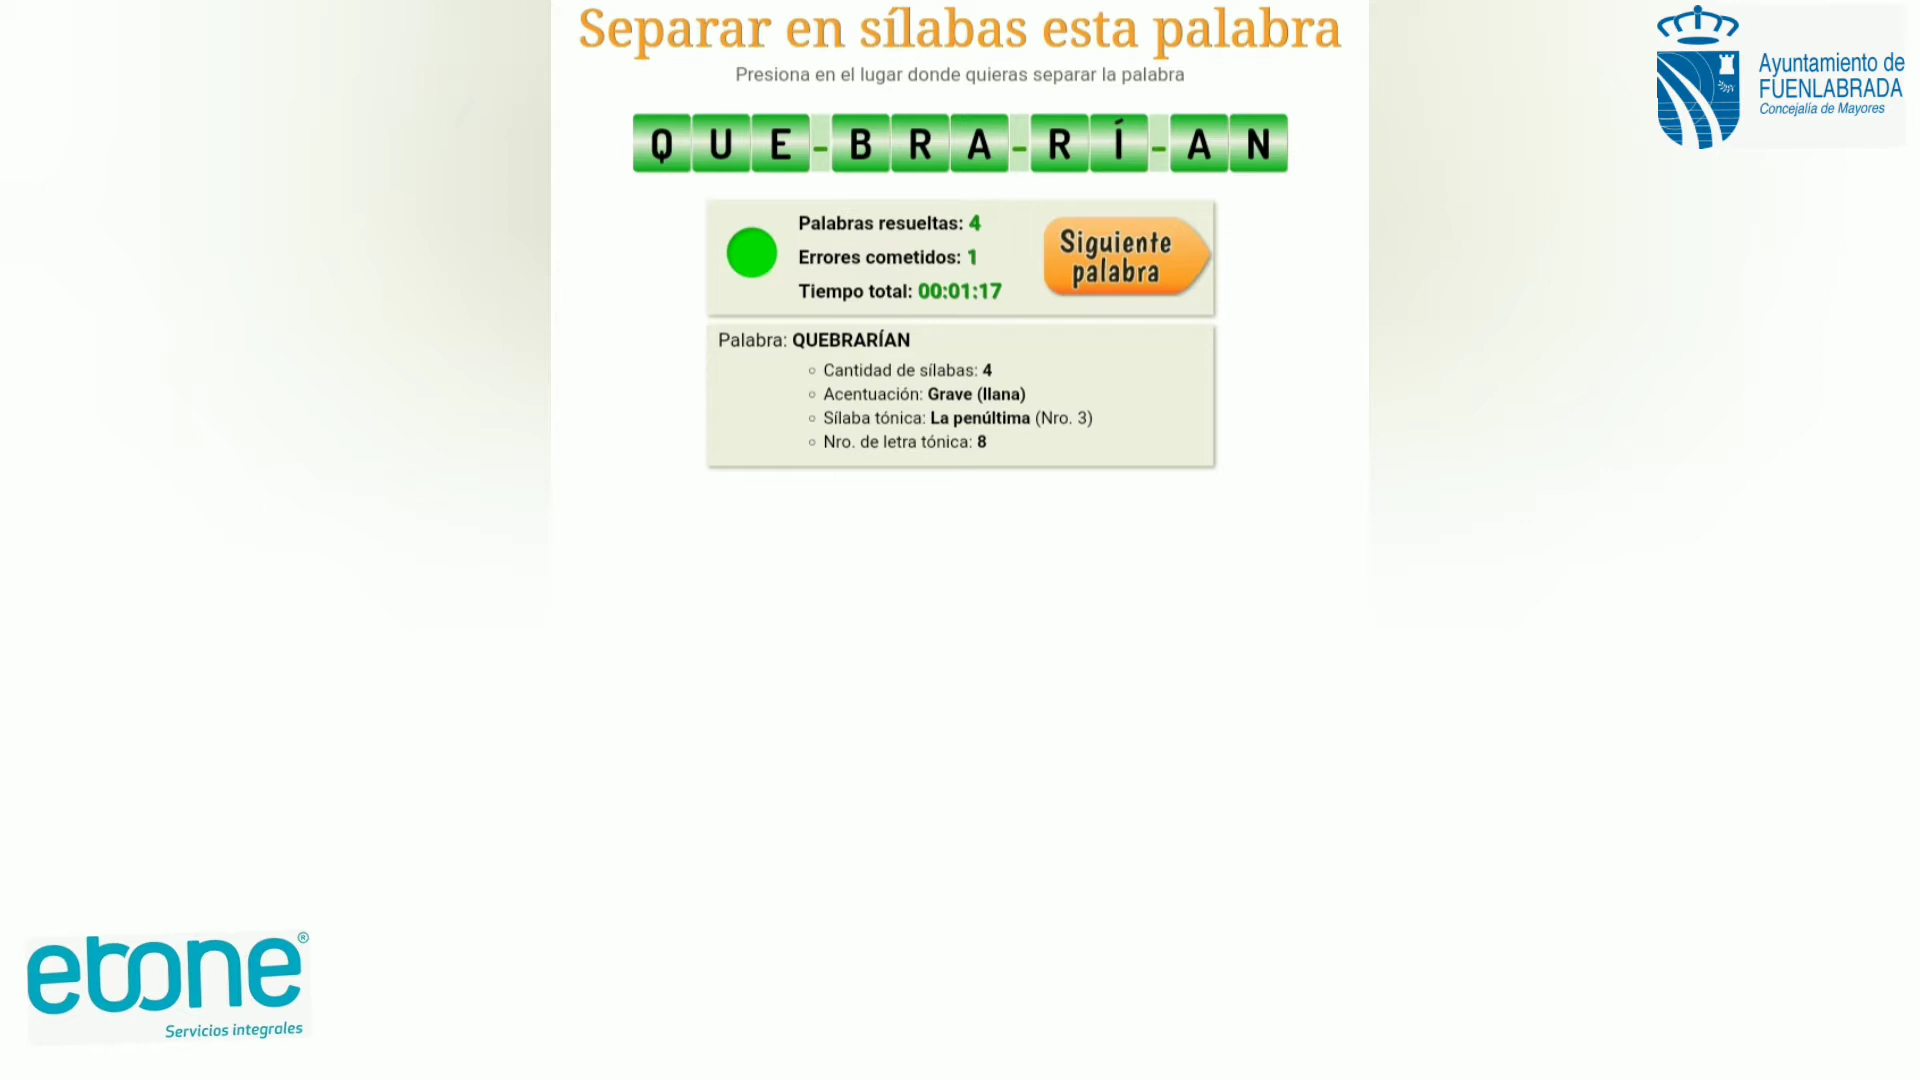 Separar en sílabas esta palabra
Presiona en el lugar donde quieras separar la palabra
QUE-BRA-RÍ-AN
Palabras resueltas: 4
Errores cometidos: 1
Tiempo total: 00:01:17
Siguiente
palabra
Palabra: QUEBRARÍAN
Cantidad de sílabas: 4
Acentuación: Grave (llana)
Sílaba tónica: La penúltima (Nro. 3)
Nro. de letra tónica: 8
Ayuntamiento de
FUENLABRADA
Concejalía de Mayores
ebone®
Servicios integrales